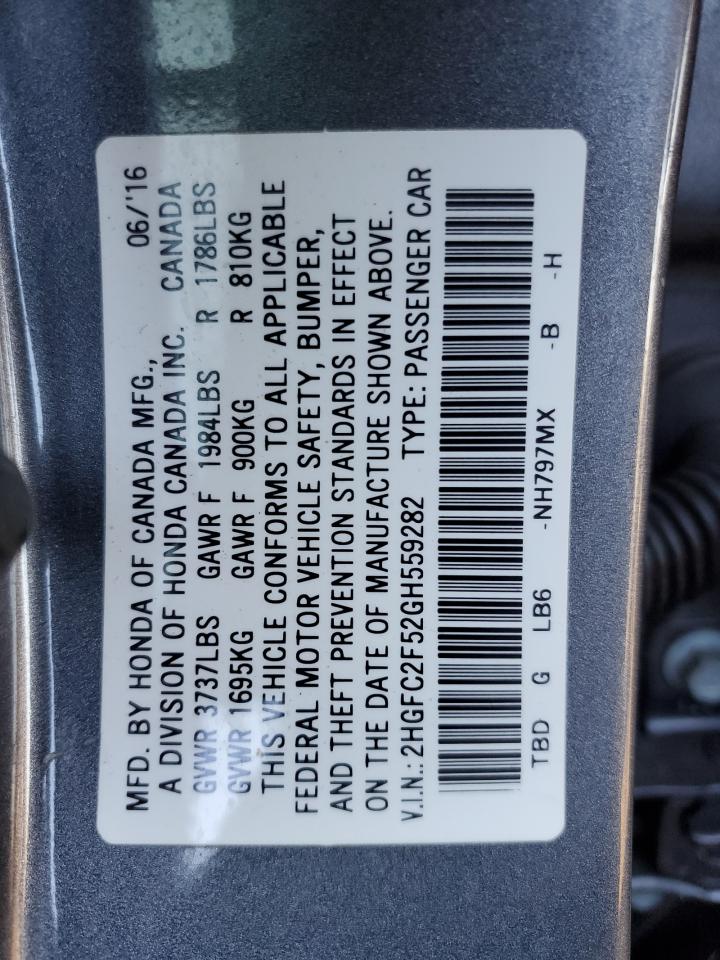 MFD. BY HONDA OF CANADA MFG., 06/'16
A DIVISION OF HONDA CANADA INC. CANADA
GVWR 3737LBS GAWR F 1984LBS R 1786LBS
GVWR 1695KG GAWR F 900KG R 810KG
THIS VEHICLE CONFORMS TO ALL APPLICABLE
FEDERAL MOTOR VEHICLE SAFETY, BUMPER,
AND THEFT PREVENTION STANDARDS IN EFFECT
ON THE DATE OF MANUFACTURE SHOWN ABOVE.
V.I.N.: 2HGFC2F52GH559282 TYPE: PASSENGER CAR
TBD G LB6 -NH797MX -B -H